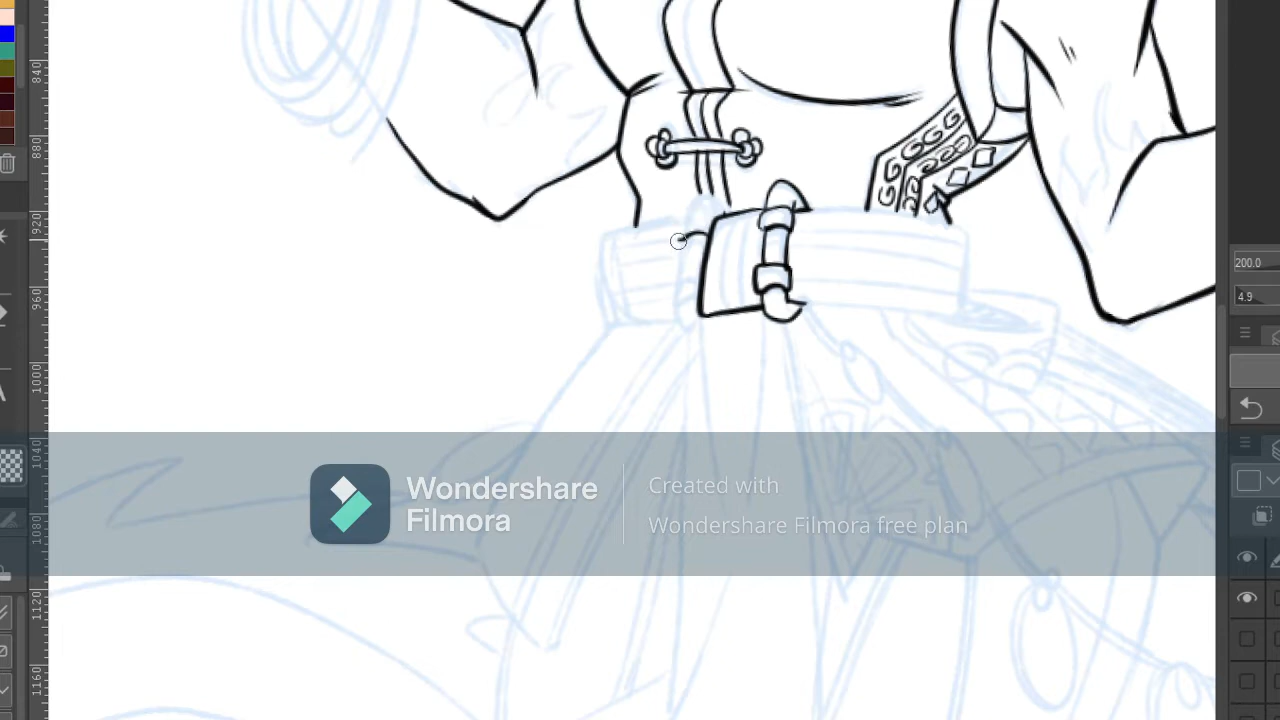 840
880
920
960
1000
1040
1080
1120
1160
200.0
4.9
Wondershare
Filmora
Created with
Wondershare Filmora free plan